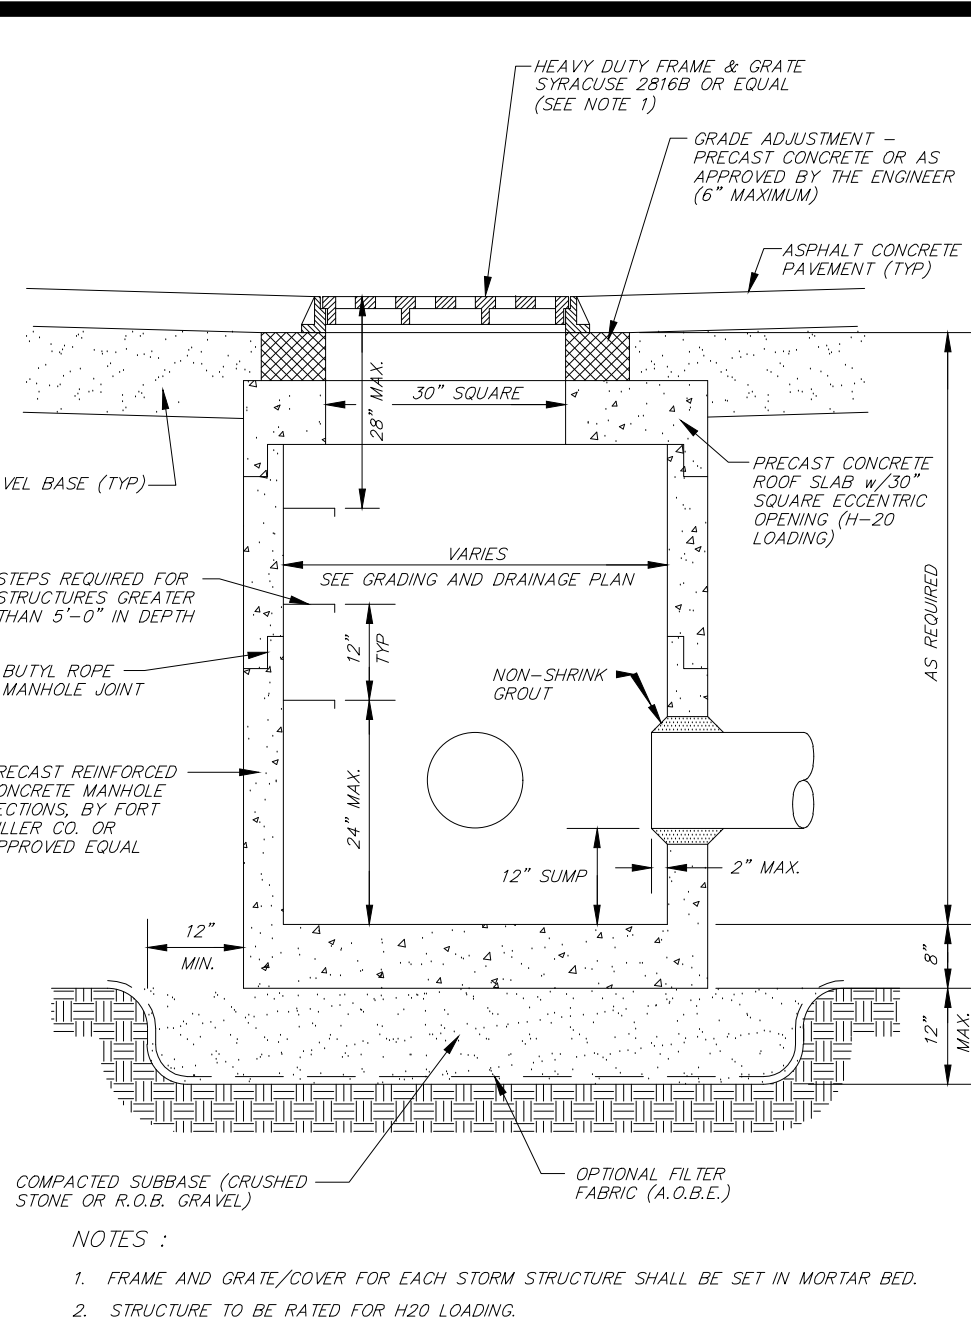 HEAVY DUTY FRAME & GRATE
SYRACUSE 2816B OR EQUAL
(SEE NOTE 1)
GRADE ADJUSTMENT –
PRECAST CONCRETE OR AS
APPROVED BY THE ENGINEER
(6" MAXIMUM)
ASPHALT CONCRETE
PAVEMENT (TYP)
28" MAX.
30" SQUARE
VEL BASE (TYP)
PRECAST CONCRETE
ROOF SLAB w/30"
SQUARE ECCENTRIC
OPENING (H–20
LOADING)
VARIES
SEE GRADING AND DRAINAGE PLAN
STEPS REQUIRED FOR
STRUCTURES GREATER
THAN 5'–0" IN DEPTH
12"
TYP
AS REQUIRED
BUTYL ROPE
MANHOLE JOINT
NON–SHRINK
GROUT
RECAST REINFORCED
ONCRETE MANHOLE
ECTIONS, BY FORT
ILLER CO. OR
PPROVED EQUAL
24" MAX.
12" SUMP
2" MAX.
12"
MIN.
8"
12"
MAX.
COMPACTED SUBBASE (CRUSHED
STONE OR R.O.B. GRAVEL)
OPTIONAL FILTER
FABRIC (A.O.B.E.)
NOTES :
1. FRAME AND GRATE/COVER FOR EACH STORM STRUCTURE SHALL BE SET IN MORTAR BED.
2. STRUCTURE TO BE RATED FOR H20 LOADING.